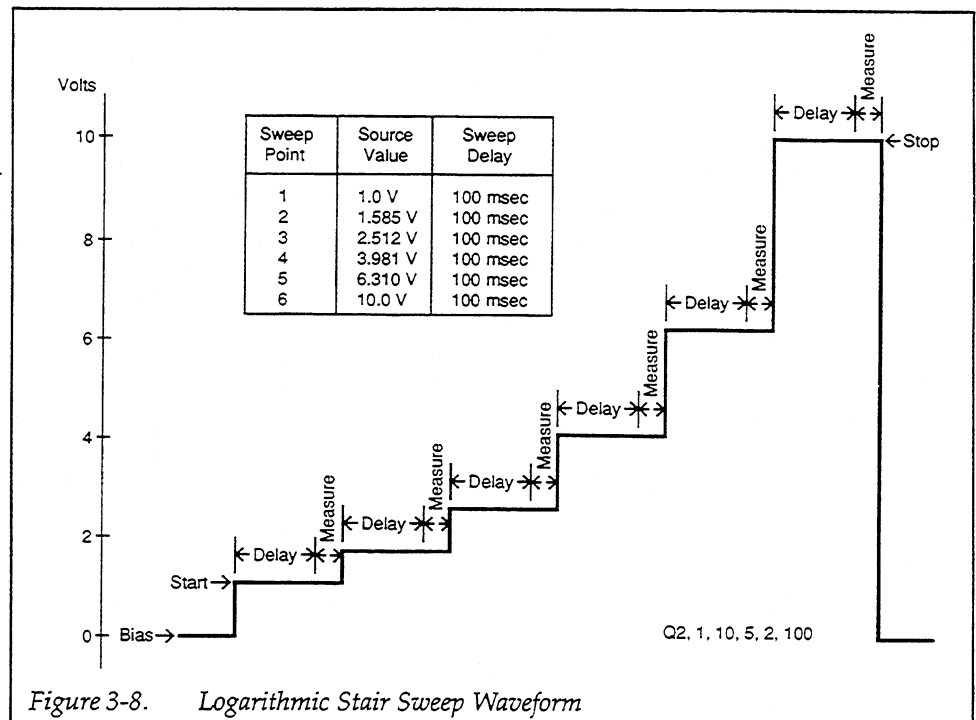 Volts
10
8
6
4
2
0
Sweep Point Source Value Sweep Delay
1 1.0 V 100 msec
2 1.585 V 100 msec
3 2.512 V 100 msec
4 3.981 V 100 msec
5 6.310 V 100 msec
6 10.0 V 100 msec
Bias
Start
Delay Measure
Delay Measure
Delay Measure
Delay Measure
Delay Measure
Delay Measure
Stop
Q2, 1, 10, 5, 2, 100
Figure 3-8. Logarithmic Stair Sweep Waveform